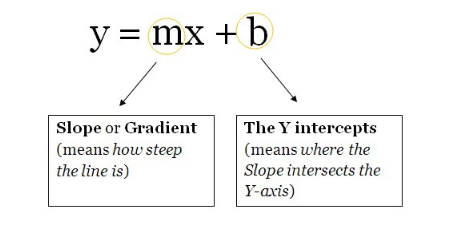 y = mx + b
Slope or Gradient
(means how steep
the line is)
The Y intercepts
(means where the
Slope intersects the
Y-axis)